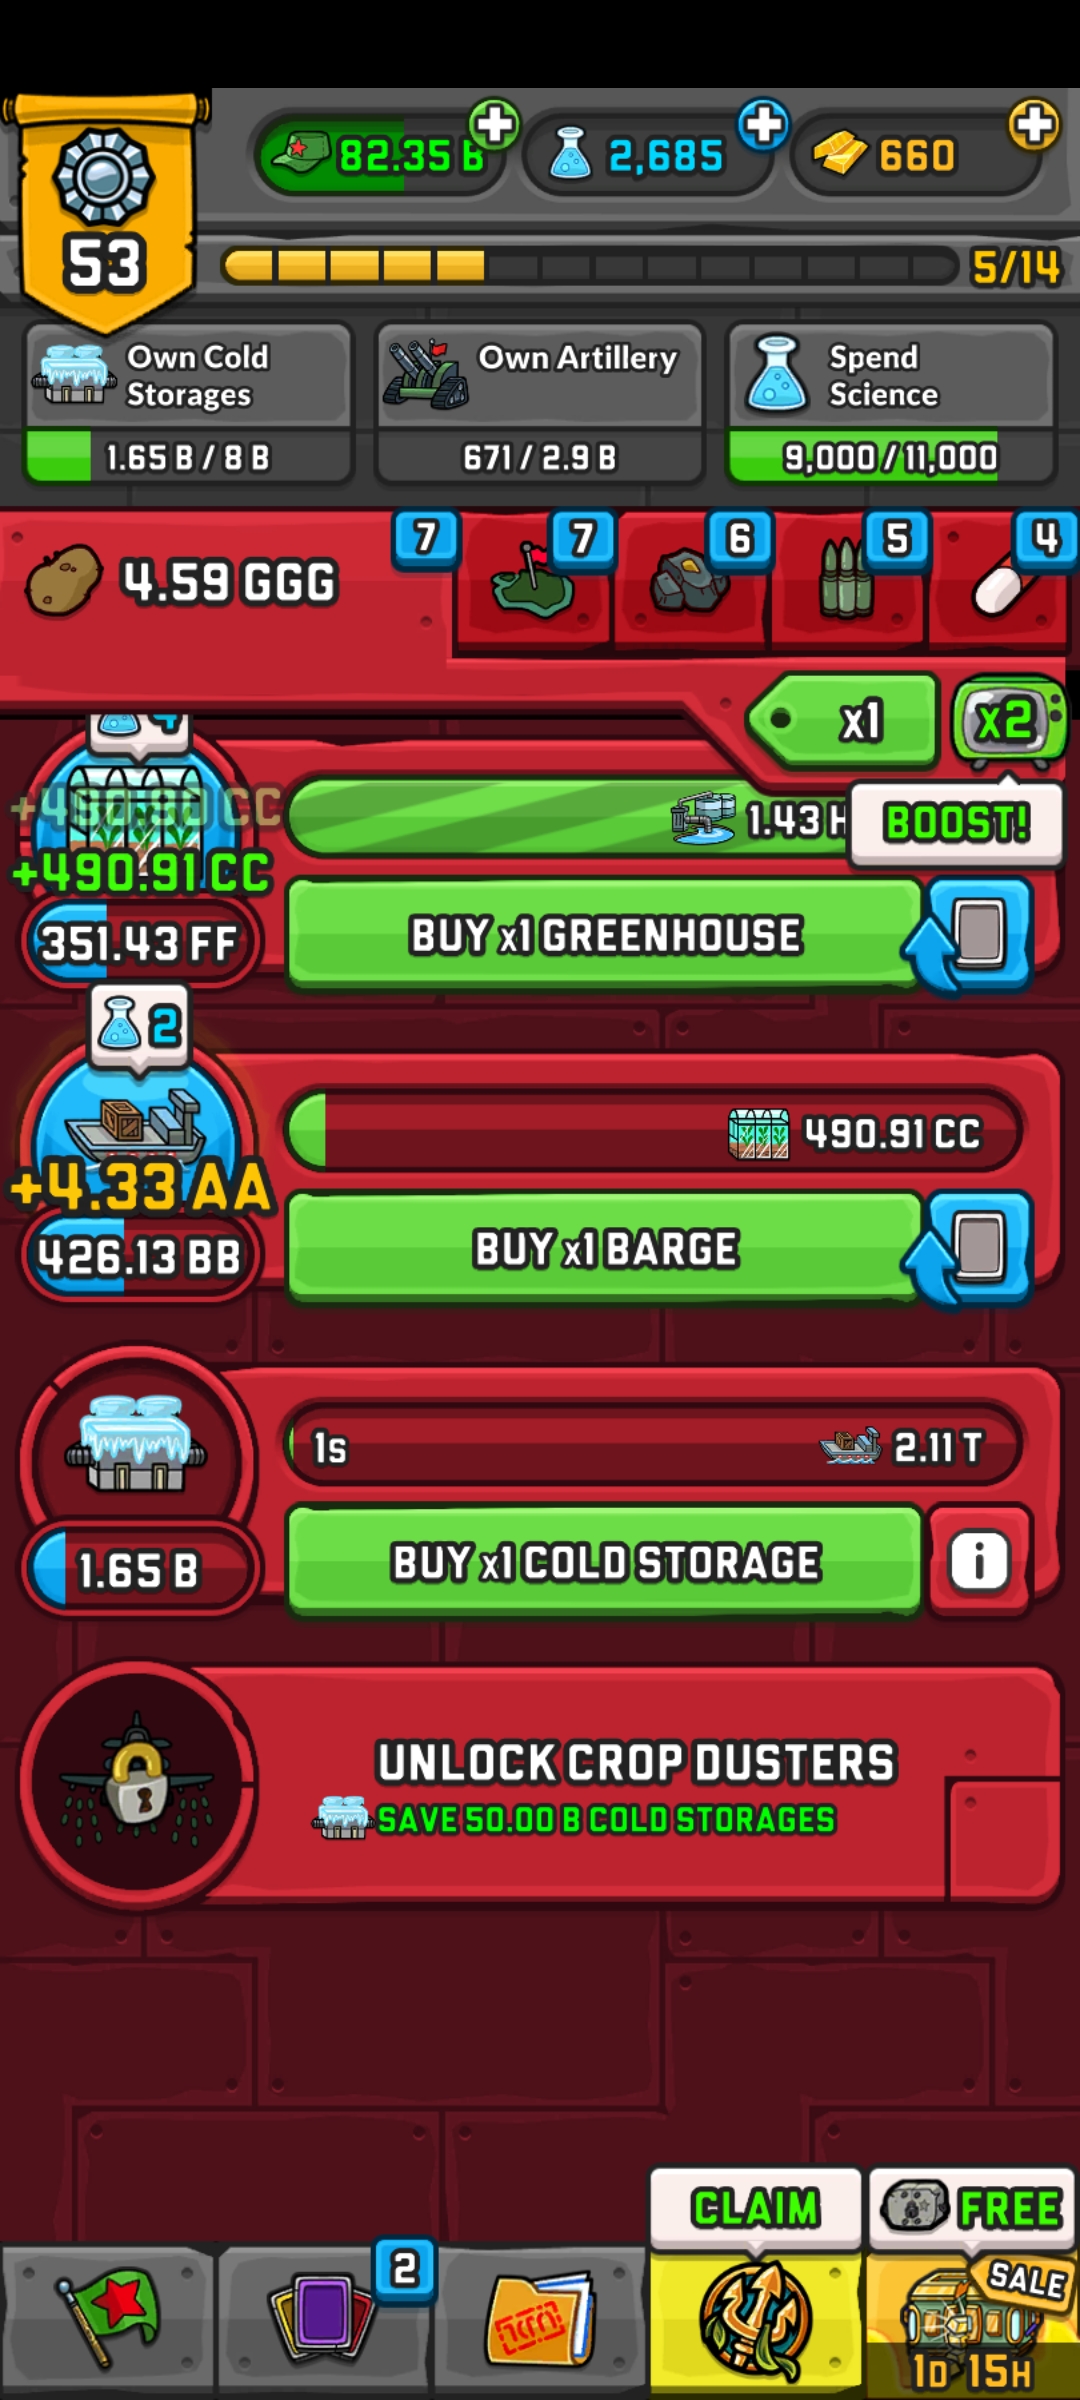 82.35 B
2,685
660
53
5/14
Own Cold
Storages
1.65 B / 8 B
Own Artillery
671 / 2.9 B
Spend
Science
9,000 / 11,000
4.59 GGG
7
7
6
5
4
x1
x2
BOOST!
4
+490.91 CC
1.43 H
351.43 FF
BUY x1 GREENHOUSE
2
+4.33 AA
490.91 CC
426.13 BB
BUY x1 BARGE
1s
2.11 T
1.65 B
BUY x1 COLD STORAGE
i
UNLOCK CROP DUSTERS
SAVE 50.00 B COLD STORAGES
CLAIM
FREE
2
SALE
1D 15H